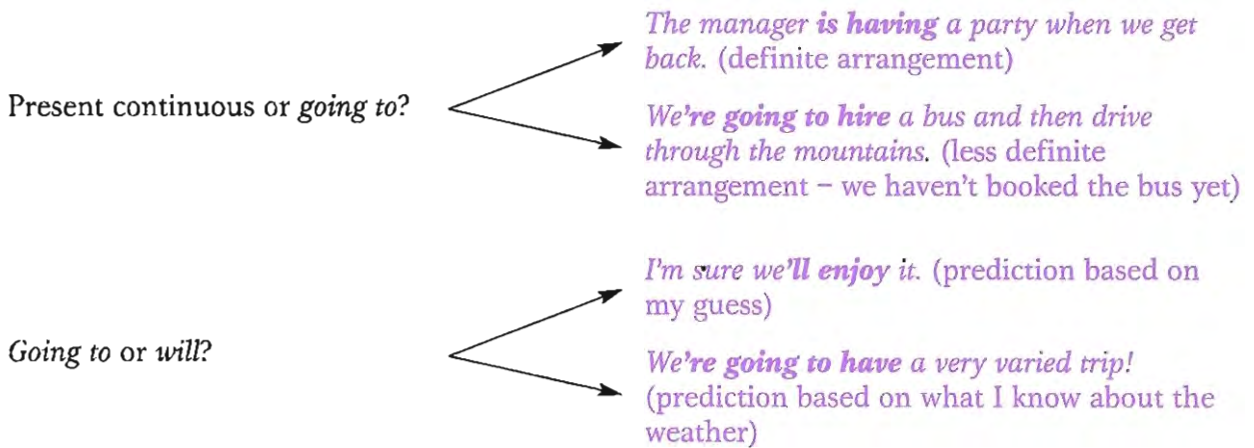 Present continuous or going to?
The manager is having a party when we get
back. (definite arrangement)
We're going to hire a bus and then drive
through the mountains. (less definite
arrangement – we haven't booked the bus yet)
Going to or will?
I'm sure we'll enjoy it. (prediction based on
my guess)
We're going to have a very varied trip!
(prediction based on what I know about the
weather)